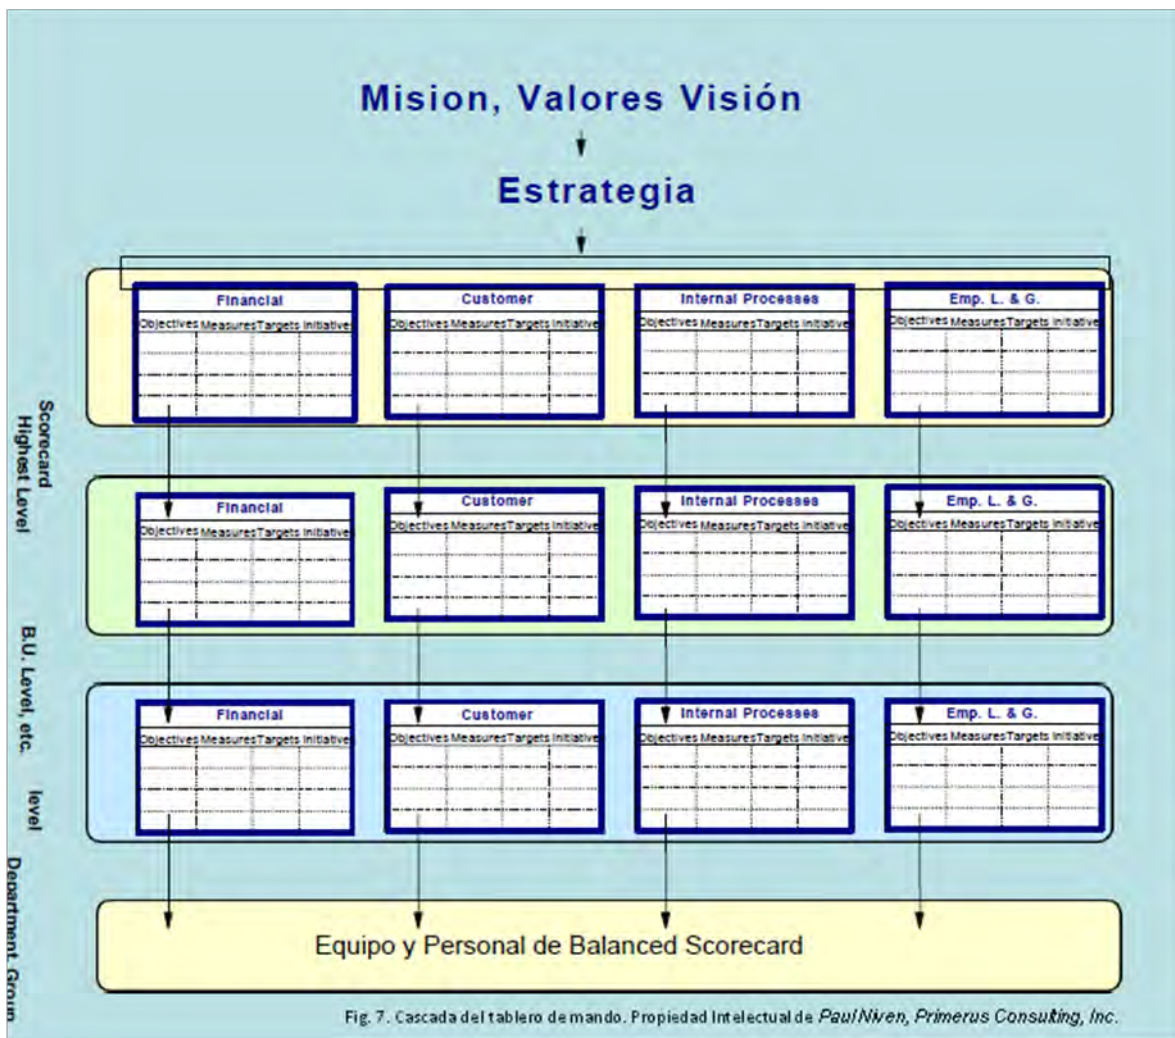 Mision, Valores Visión
Estrategia
Financial
Objectives Measures Targets Initiative
Customer
Objectives Measures Targets Initiative
Internal Processes
Objectives Measures Targets Initiative
Emp. L. & G.
Objectives Measures Targets Initiative
Scorecard
Highest Level
Financial
Objectives Measures Targets Initiative
Customer
Objectives Measures Targets Initiative
Internal Processes
Objectives Measures Targets Initiative
Emp. L. & G.
Objectives Measures Targets Initiative
B.U. Level, etc.
Financial
Objectives Measures Targets Initiative
Customer
Objectives Measures Targets Initiative
Internal Processes
Objectives Measures Targets Initiative
Emp. L. & G.
Objectives Measures Targets Initiative
level
Department, Group
Equipo y Personal de Balanced Scorecard
Fig. 7. Cascada del tablero de mando. Propiedad Intelectual de Paul Niven, Primerus Consulting, Inc.